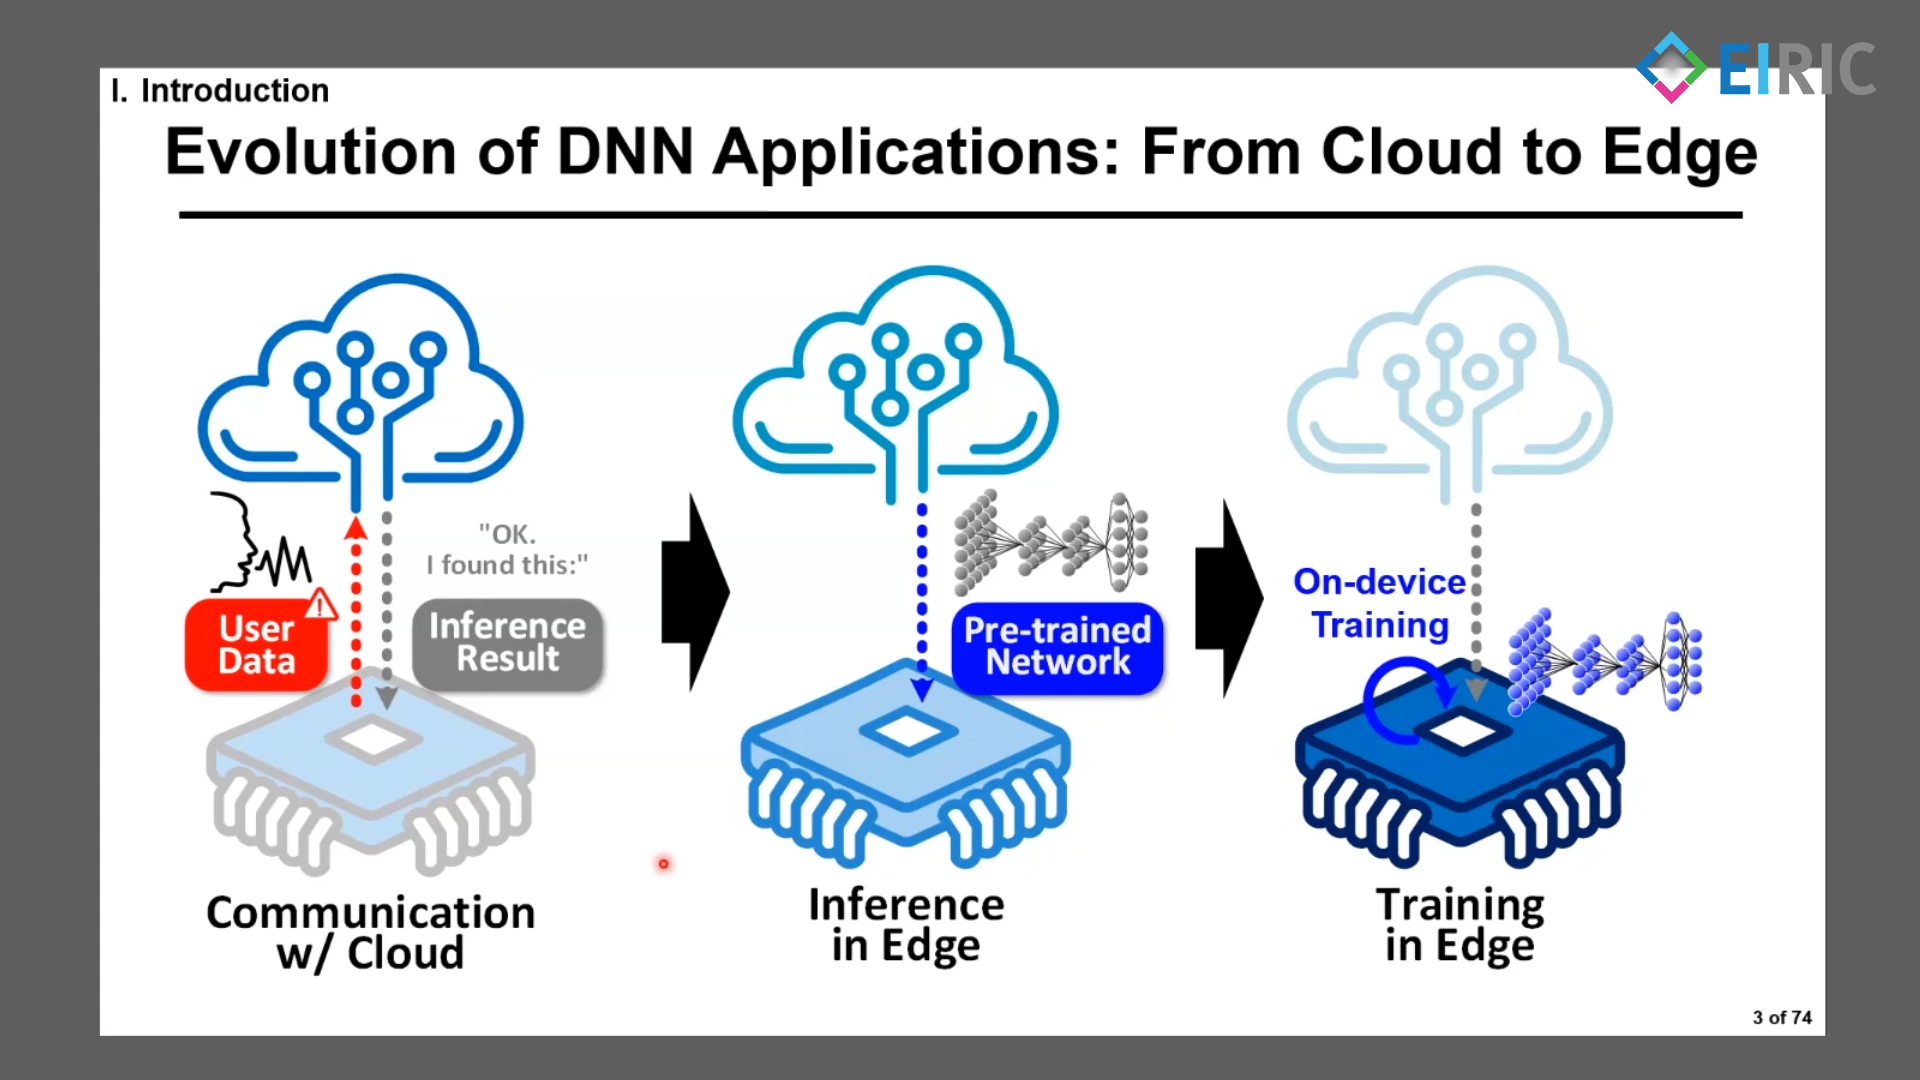 EIRIC
I. Introduction
Evolution of DNN Applications: From Cloud to Edge
"OK.
I found this:"
User
Data
Inference
Result
Communication
w/ Cloud
Pre-trained
Network
Inference
in Edge
On-device
Training
Training
in Edge
3 of 74